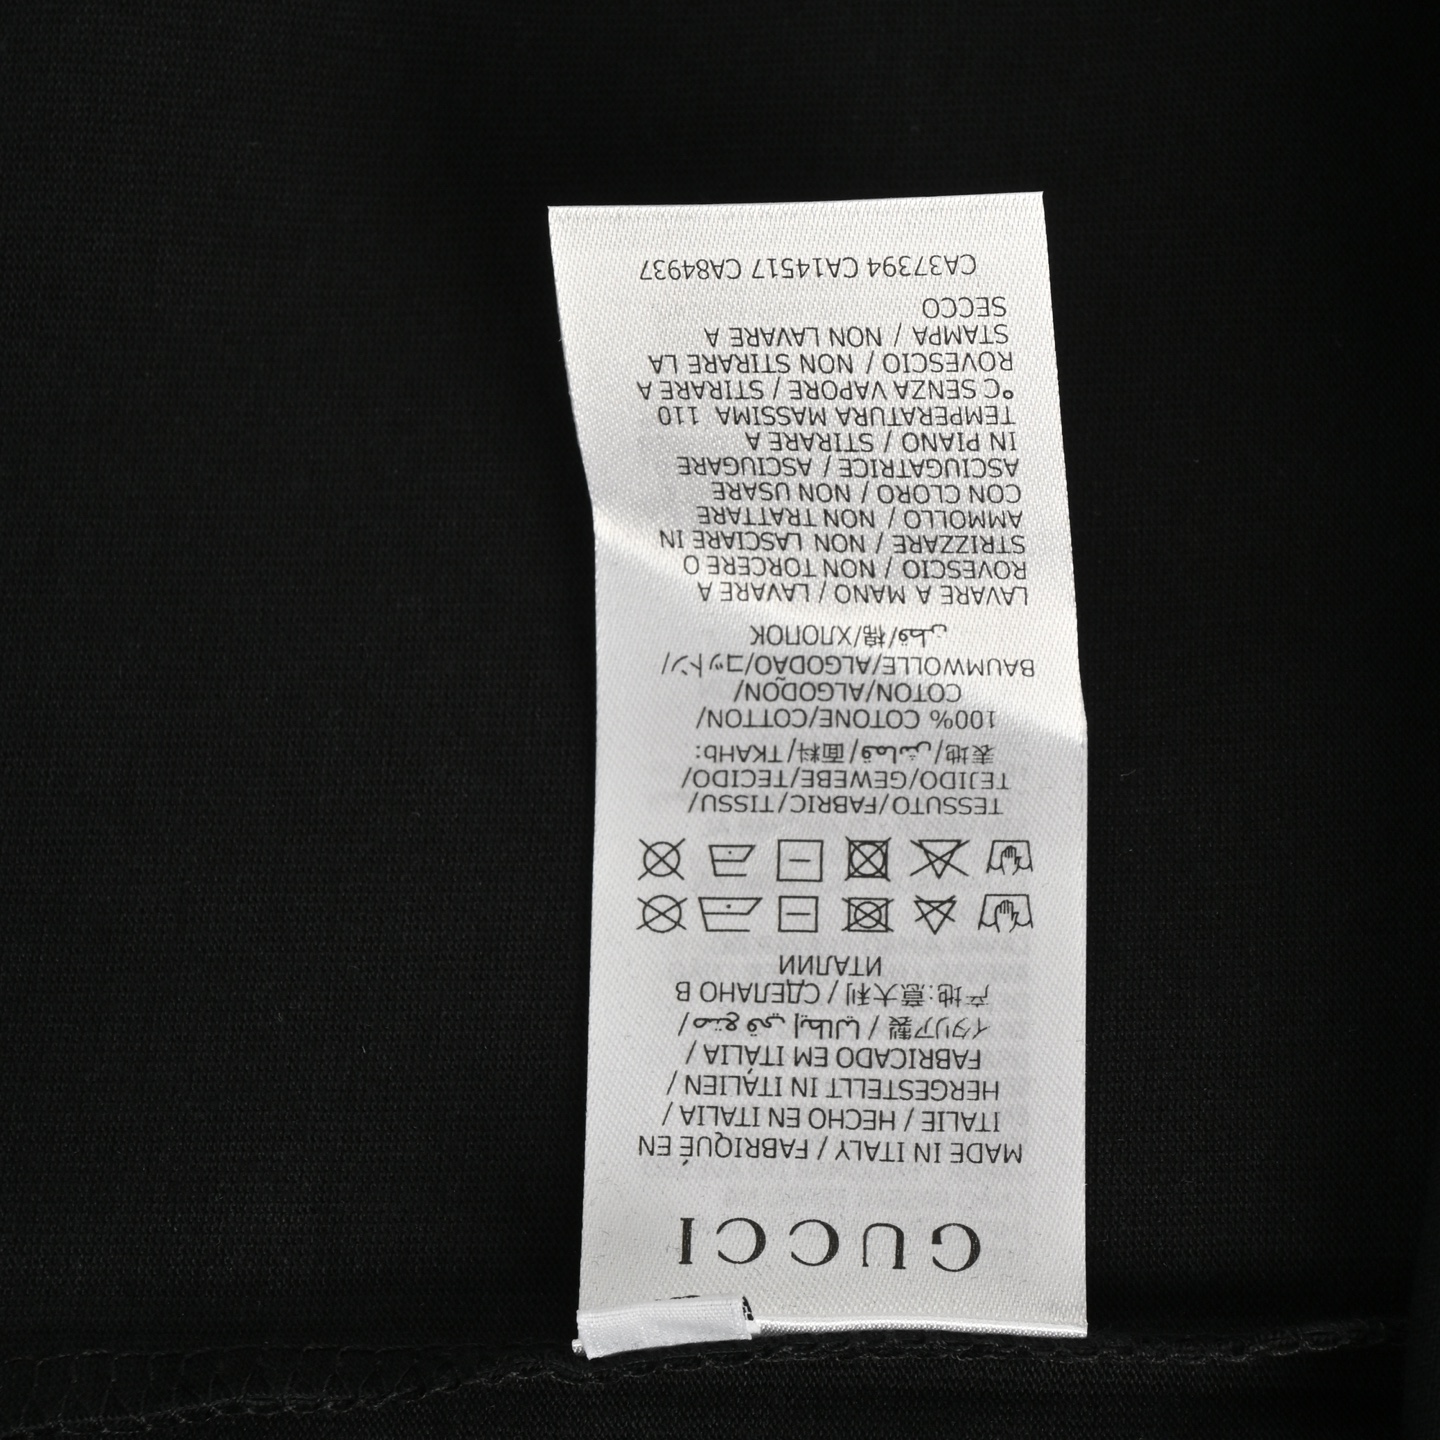 GUCCI
MADE IN ITALY / FABRIQUÉ EN
ITALIE / HECHO EN ITALIA /
HERGESTELLT IN ITALIEN /
FABRICADO EM ITÁLIA /
イタリア製 / صنع في إيطاليا /
产地:意大利 / СДЕЛАНО В
ИТАЛИИ
TESSUTO/FABRIC/TISSU/
TEJIDO/GEWEBE/TECIDO/
表地/قماش/面料/ТКАНЬ:
100% COTONE/COTTON/
COTON/ALGODÓN/
BAUMWOLLE/ALGODÃO/コットン/
قطن/棉/ХЛОПОК
LAVARE A MANO / LAVARE A
ROVESCIO / NON TORCERE O
STRIZZARE / NON LASCIARE IN
AMMOLLO / NON TRATTARE
CON CLORO / NON USARE
ASCIUGATRICE / ASCIUGARE
IN PIANO / STIRARE A
TEMPERATURA MASSIMA 110
°C SENZA VAPORE / STIRARE A
ROVESCIO / NON STIRARE LA
STAMPA / NON LAVARE A
SECCO
CA37394 CA14517 CA84937